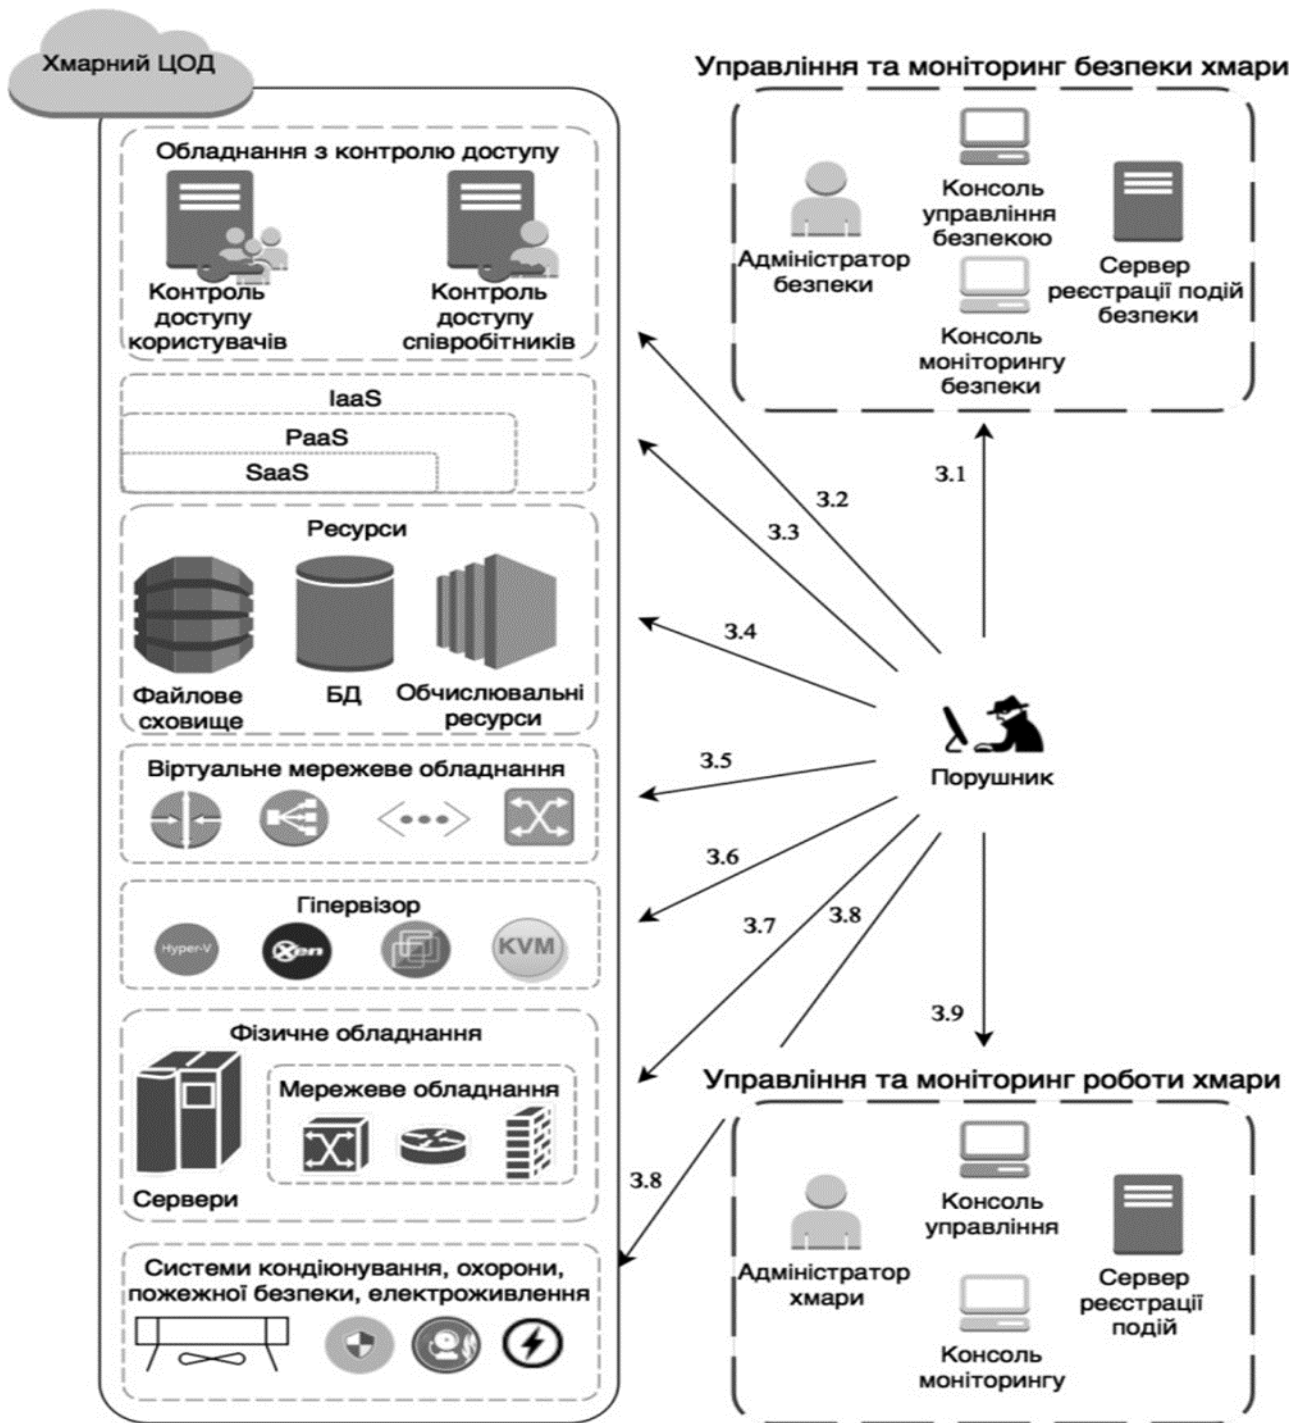 Хмарний ЦОД
Обладнання з контролю доступу
Контроль
доступу
користувачів
Контроль
доступу
співробітників
IaaS
PaaS
SaaS
Ресурси
Файлове
сховище
БД
Обчислювальні
ресурси
Віртуальне мережеве обладнання
Гіпервізор
Hyper-V
Xen
KVM
Фізичне обладнання
Мережеве обладнання
Сервери
Системи кондіюнування, охорони,
пожежної безпеки, електроживлення
Управління та моніторинг безпеки хмари
Адміністратор
безпеки
Консоль
управління
безпекою
Консоль
моніторингу
безпеки
Сервер
реєстрації подій
безпеки
3.1
3.2
3.3
3.4
3.5
3.6
3.7
3.8
3.9
3.8
Порушник
Управління та моніторинг роботи хмари
Адміністратор
хмари
Консоль
управління
Консоль
моніторингу
Сервер
реєстрації
подій